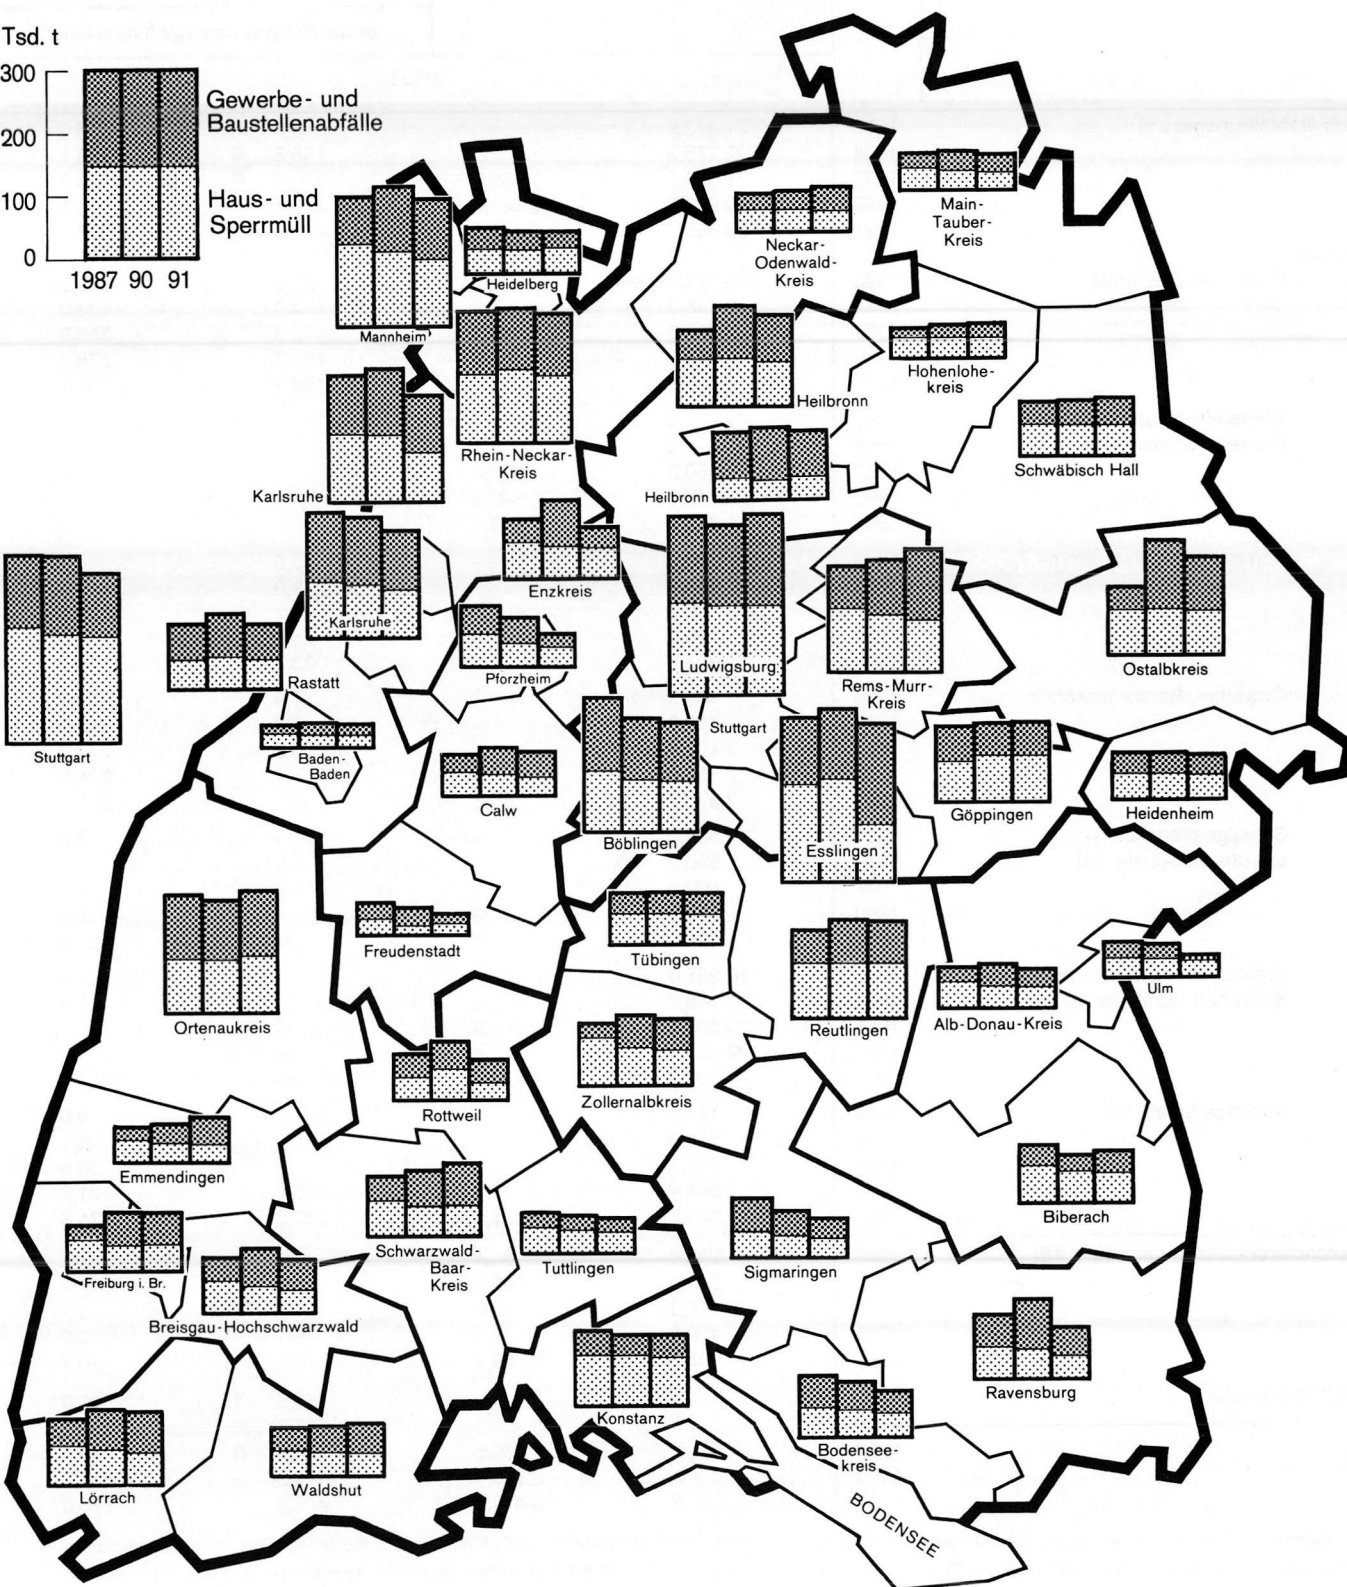 Tsd. t
300
200
100
0
Gewerbe- und
Baustellenabfälle
Haus- und
Sperrmüll
1987 90 91
Main-
Tauber-
Kreis
Neckar-
Odenwald-
Kreis
Heidelberg
Mannheim
Hohenlohe-
kreis
Heilbronn
Rhein-Neckar-
Kreis
Schwäbisch Hall
Karlsruhe
Heilbronn
Enzkreis
Karlsruhe
Ludwigsburg
Ostalbkreis
Pforzheim
Rastatt
Rems-Murr-
Kreis
Stuttgart
Stuttgart
Baden-
Baden
Calw
Göppingen
Heidenheim
Böblingen
Esslingen
Freudenstadt
Tübingen
Ulm
Ortenaukreis
Reutlingen
Alb-Donau-Kreis
Rottweil
Zollernalbkreis
Emmendingen
Biberach
Schwarzwald-
Baar-
Kreis
Tuttlingen
Sigmaringen
Freiburg i. Br.
Breisgau-Hochschwarzwald
Ravensburg
Konstanz
Bodensee-
kreis
Lörrach
Waldshut
BODENSEE